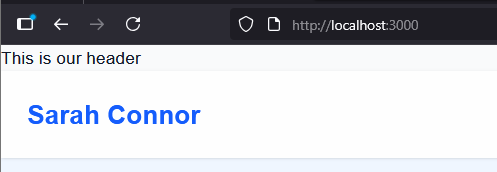 http://localhost:3000
This is our header
Sarah Connor